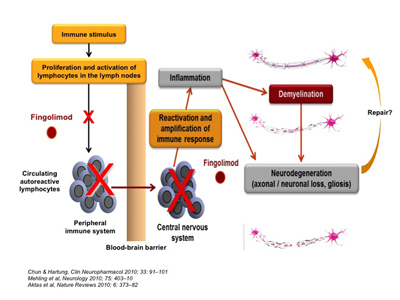 Immune stimulus
Proliferation and activation of
lymphocytes in the lymph nodes
Fingolimod
X
Circulating
autoreactive
lymphocytes
X
Peripheral
immune system
Blood-brain barrier
Inflammation
Reactivation and
amplification of
immune response
Fingolimod
X
Central nervous
system
Demyelination
Neurodegeneration
(axonal / neuronal loss, gliosis)
Repair?
Chun & Hartung. Clin Neuropharmacol 2010; 33: 91–101
Mehling et al, Neurology 2010; 75: 403–10
Aktas et al, Nature Reviews 2010; 6: 373–82